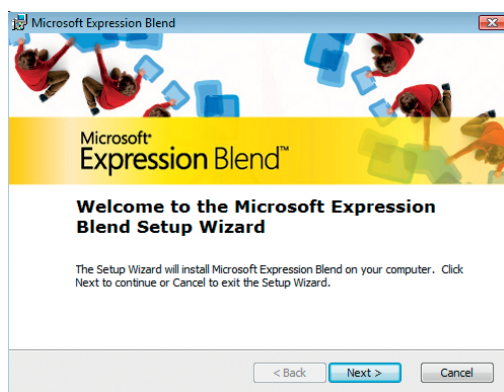 Microsoft Expression Blend
Microsoft®
Expression Blend™
Welcome to the Microsoft Expression
Blend Setup Wizard
The Setup Wizard will install Microsoft Expression Blend on your computer. Click
Next to continue or Cancel to exit the Setup Wizard.
< Back Next > Cancel